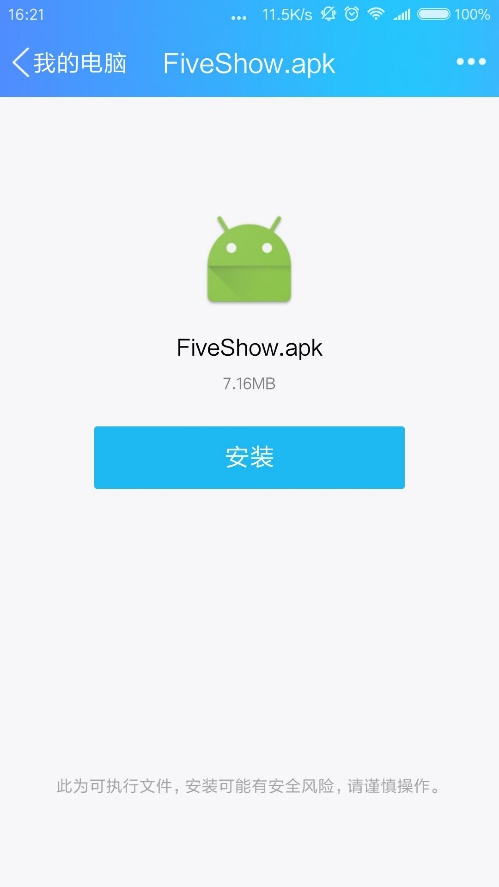 16:21 ... 11.5K/s 100%
我的电脑 FiveShow.apk
FiveShow.apk
7.16MB
安装
此为可执行文件，安装可能有安全风险，请谨慎操作。